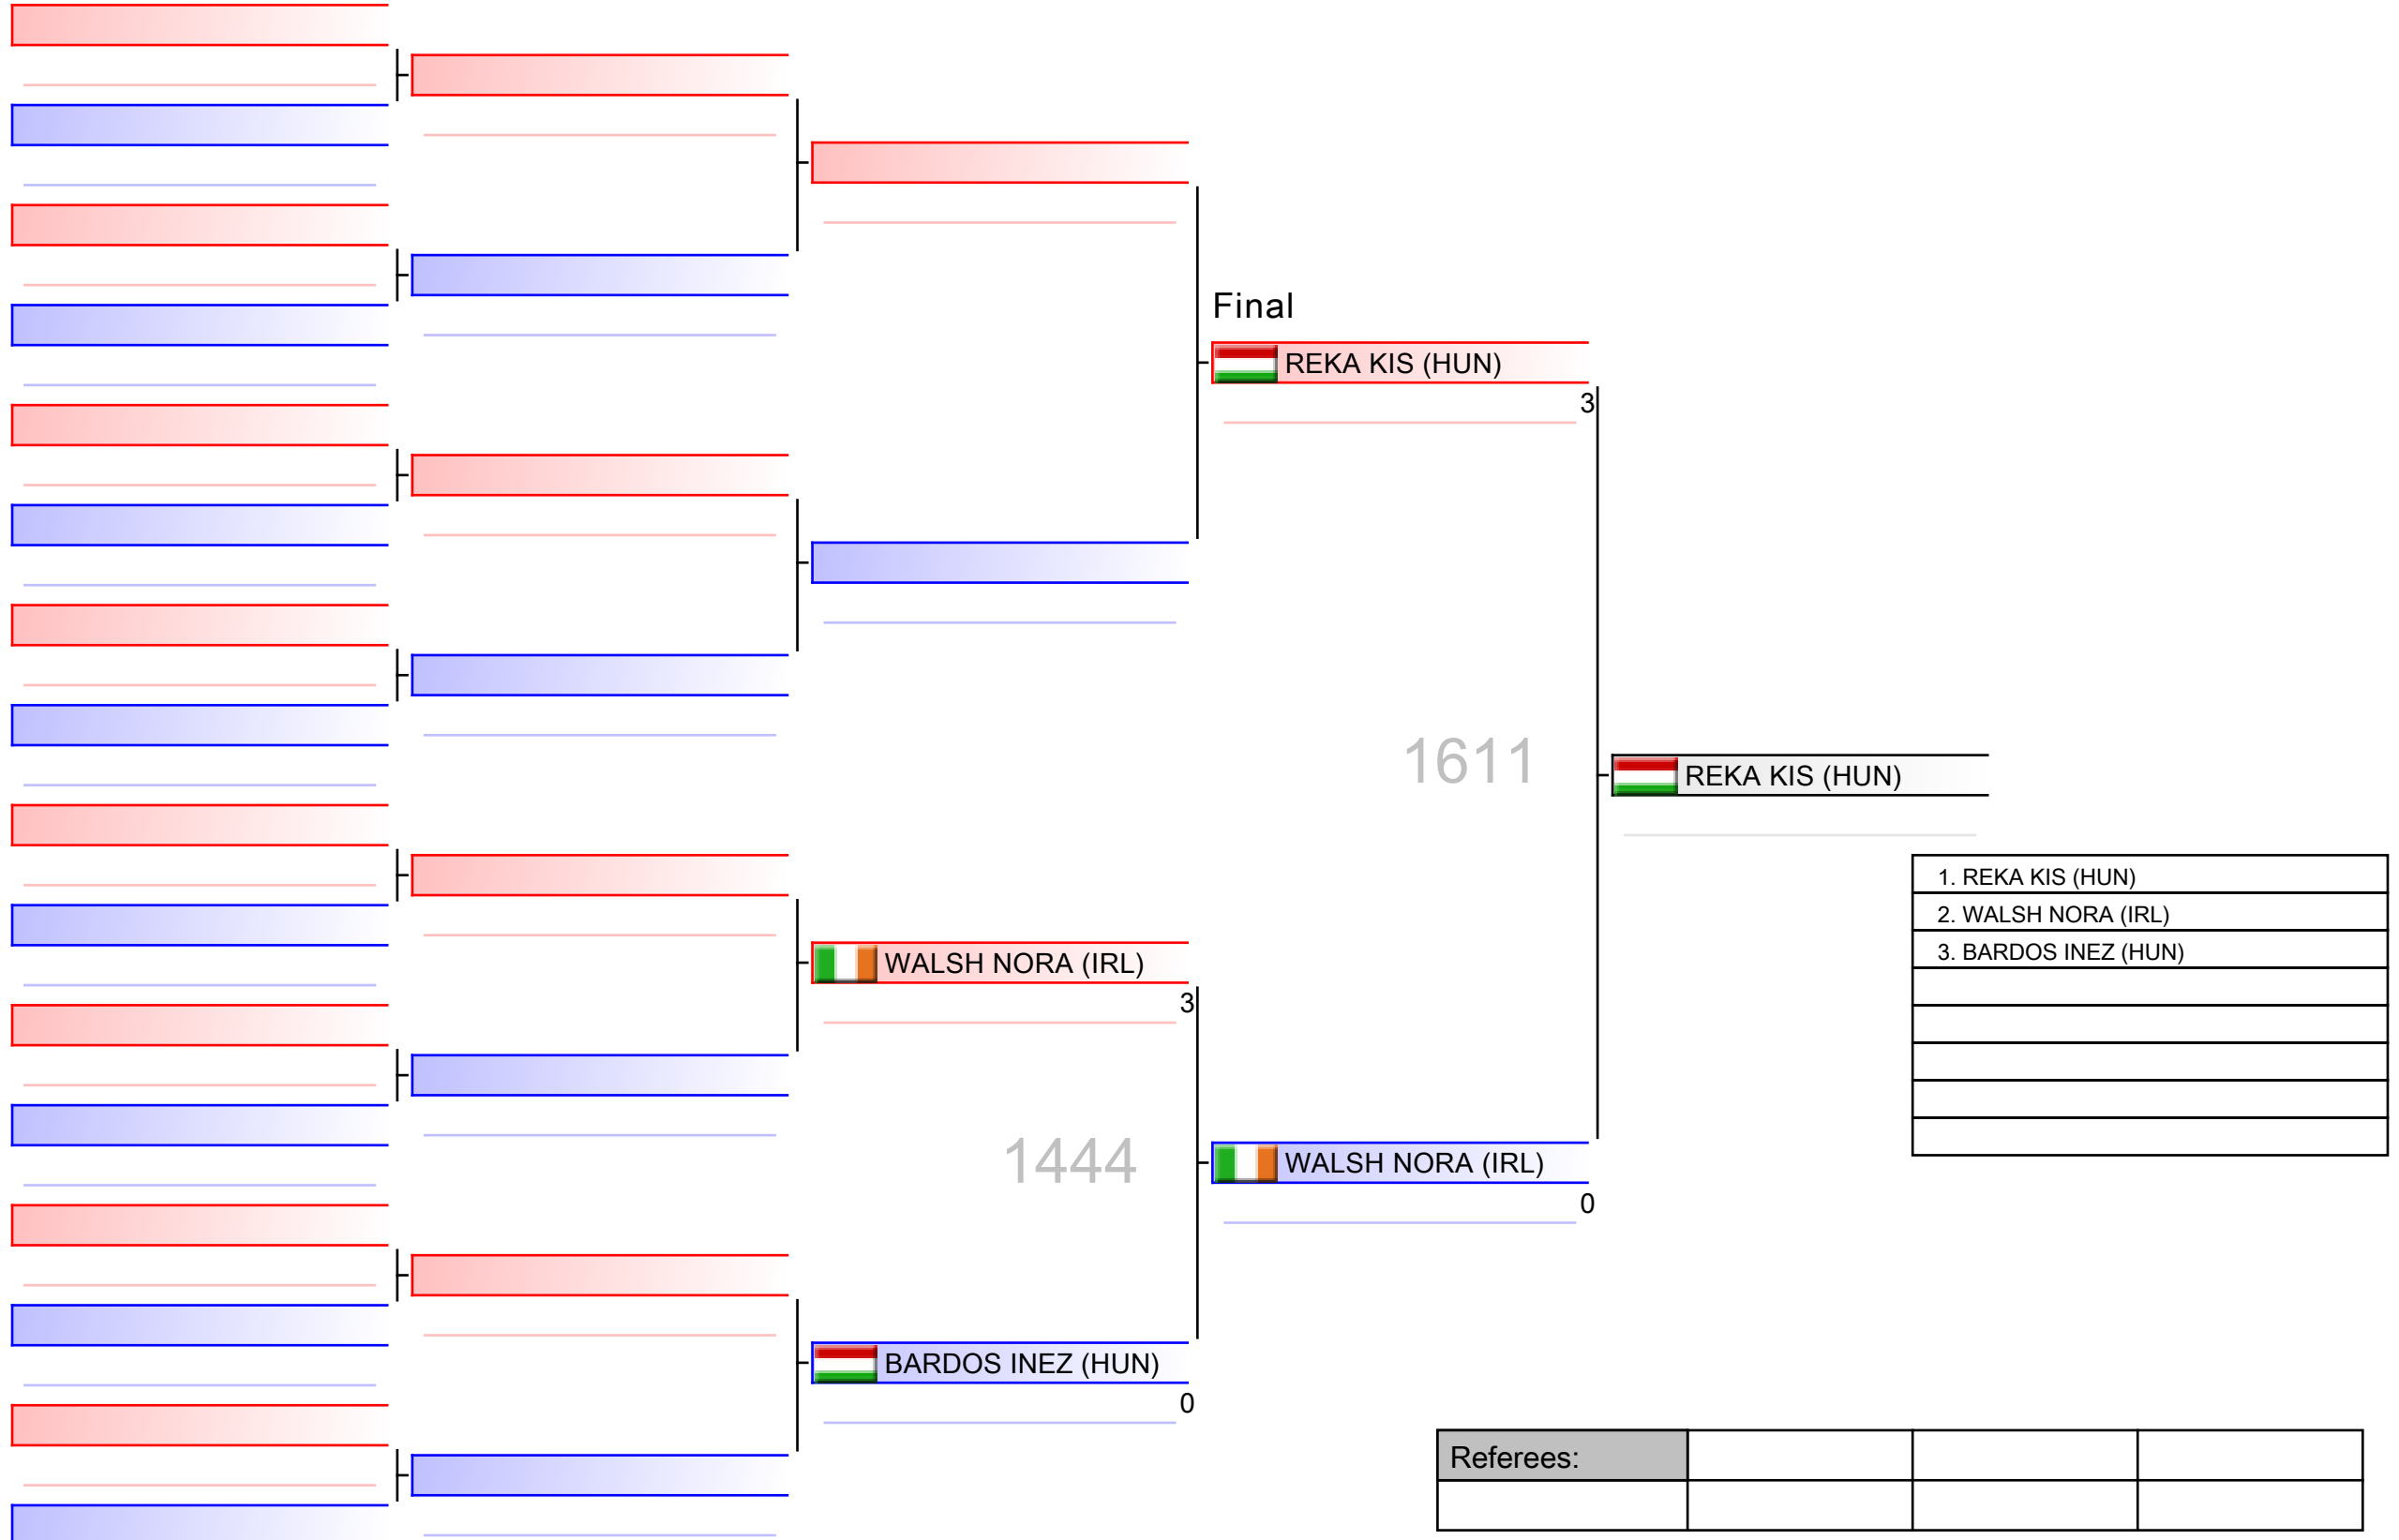 Final
REKA KIS (HUN)
3
1611
REKA KIS (HUN)
1. REKA KIS (HUN)
2. WALSH NORA (IRL)
3. BARDOS INEZ (HUN)
WALSH NORA (IRL)
3
1444
WALSH NORA (IRL)
0
BARDOS INEZ (HUN)
0
Referees: